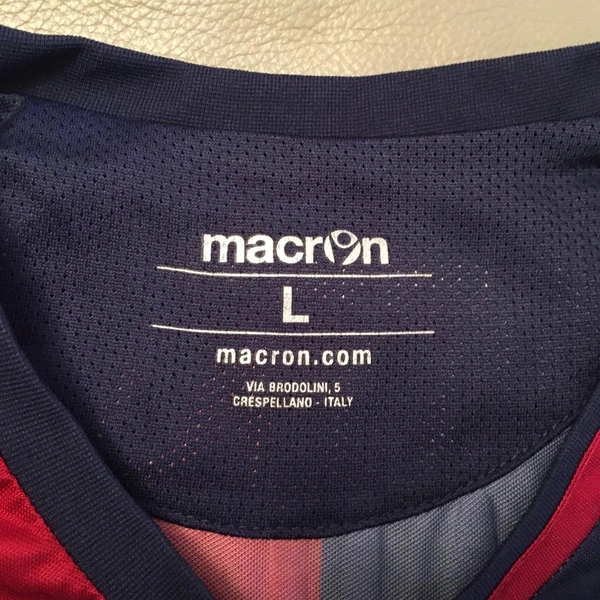 macron
L
macron.com
VIA BRODOLINI, 5
CRESPELLANO - ITALY